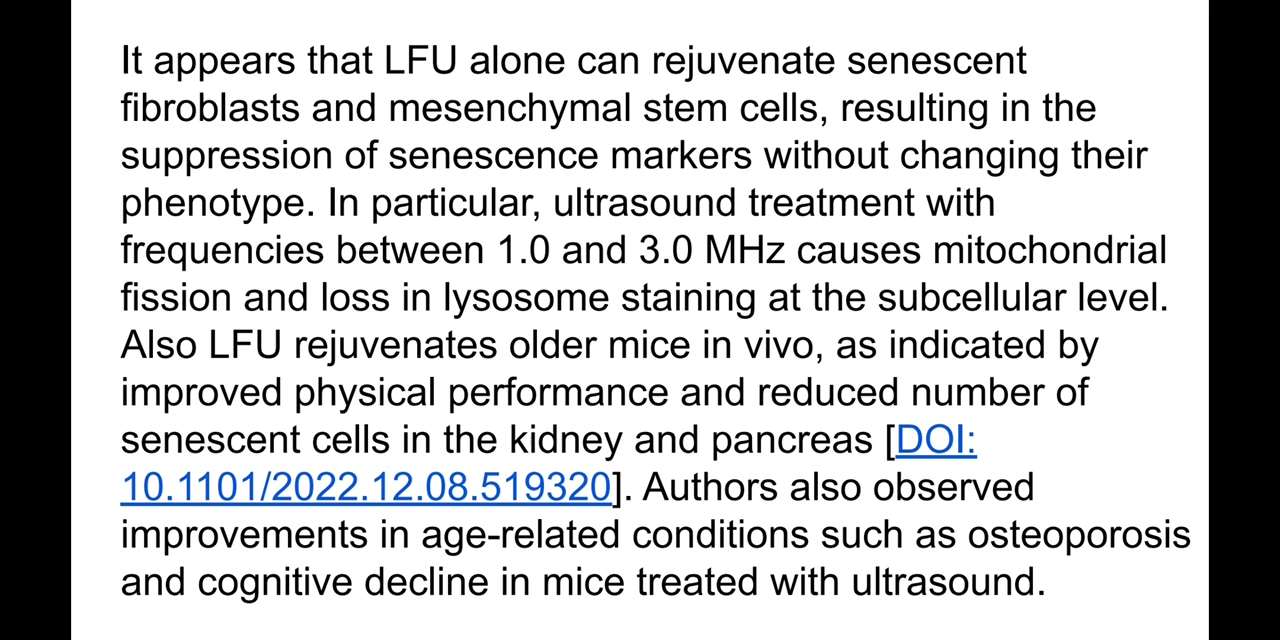 It appears that LFU alone can rejuvenate senescent
fibroblasts and mesenchymal stem cells, resulting in the
suppression of senescence markers without changing their
phenotype. In particular, ultrasound treatment with
frequencies between 1.0 and 3.0 MHz causes mitochondrial
fission and loss in lysosome staining at the subcellular level.
Also LFU rejuvenates older mice in vivo, as indicated by
improved physical performance and reduced number of
senescent cells in the kidney and pancreas [DOI:
10.1101/2022.12.08.519320]. Authors also observed
improvements in age-related conditions such as osteoporosis
and cognitive decline in mice treated with ultrasound.